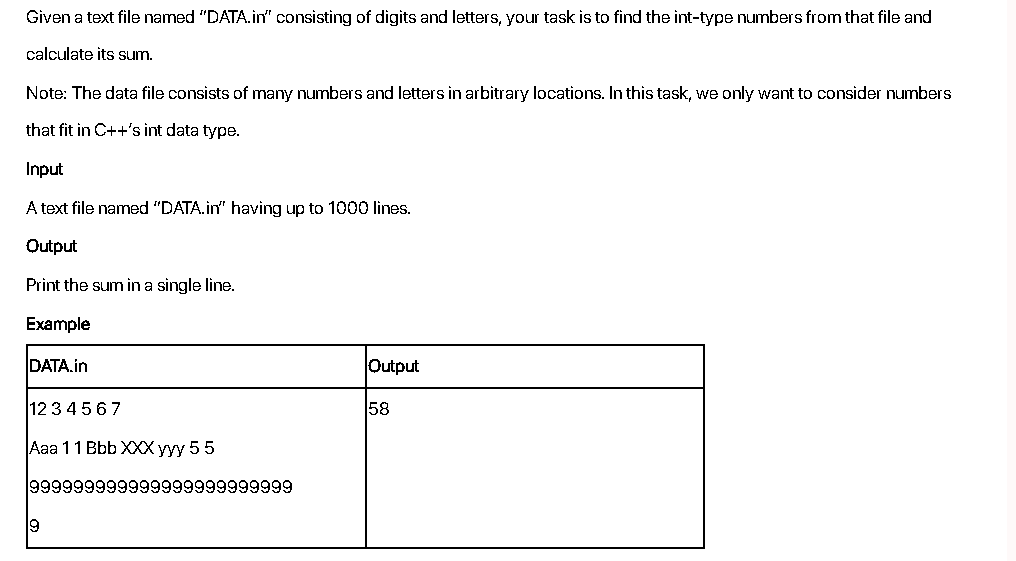 Given a text file named “DATA.in” consisting of digits and letters, your task is to find the int-type numbers from that file and
calculate its sum.
Note: The data file consists of many numbers and letters in arbitrary locations. In this task, we only want to consider numbers
that fit in C++’s int data type.
Input
A text file named “DATA.in” having up to 1000 lines.
Output
Print the sum in a single line.
Example
DATA.in Output
12 3 4 5 6 7 58
Aaa 1 1 Bbb XXX yyy 5 5
999999999999999999999999
9